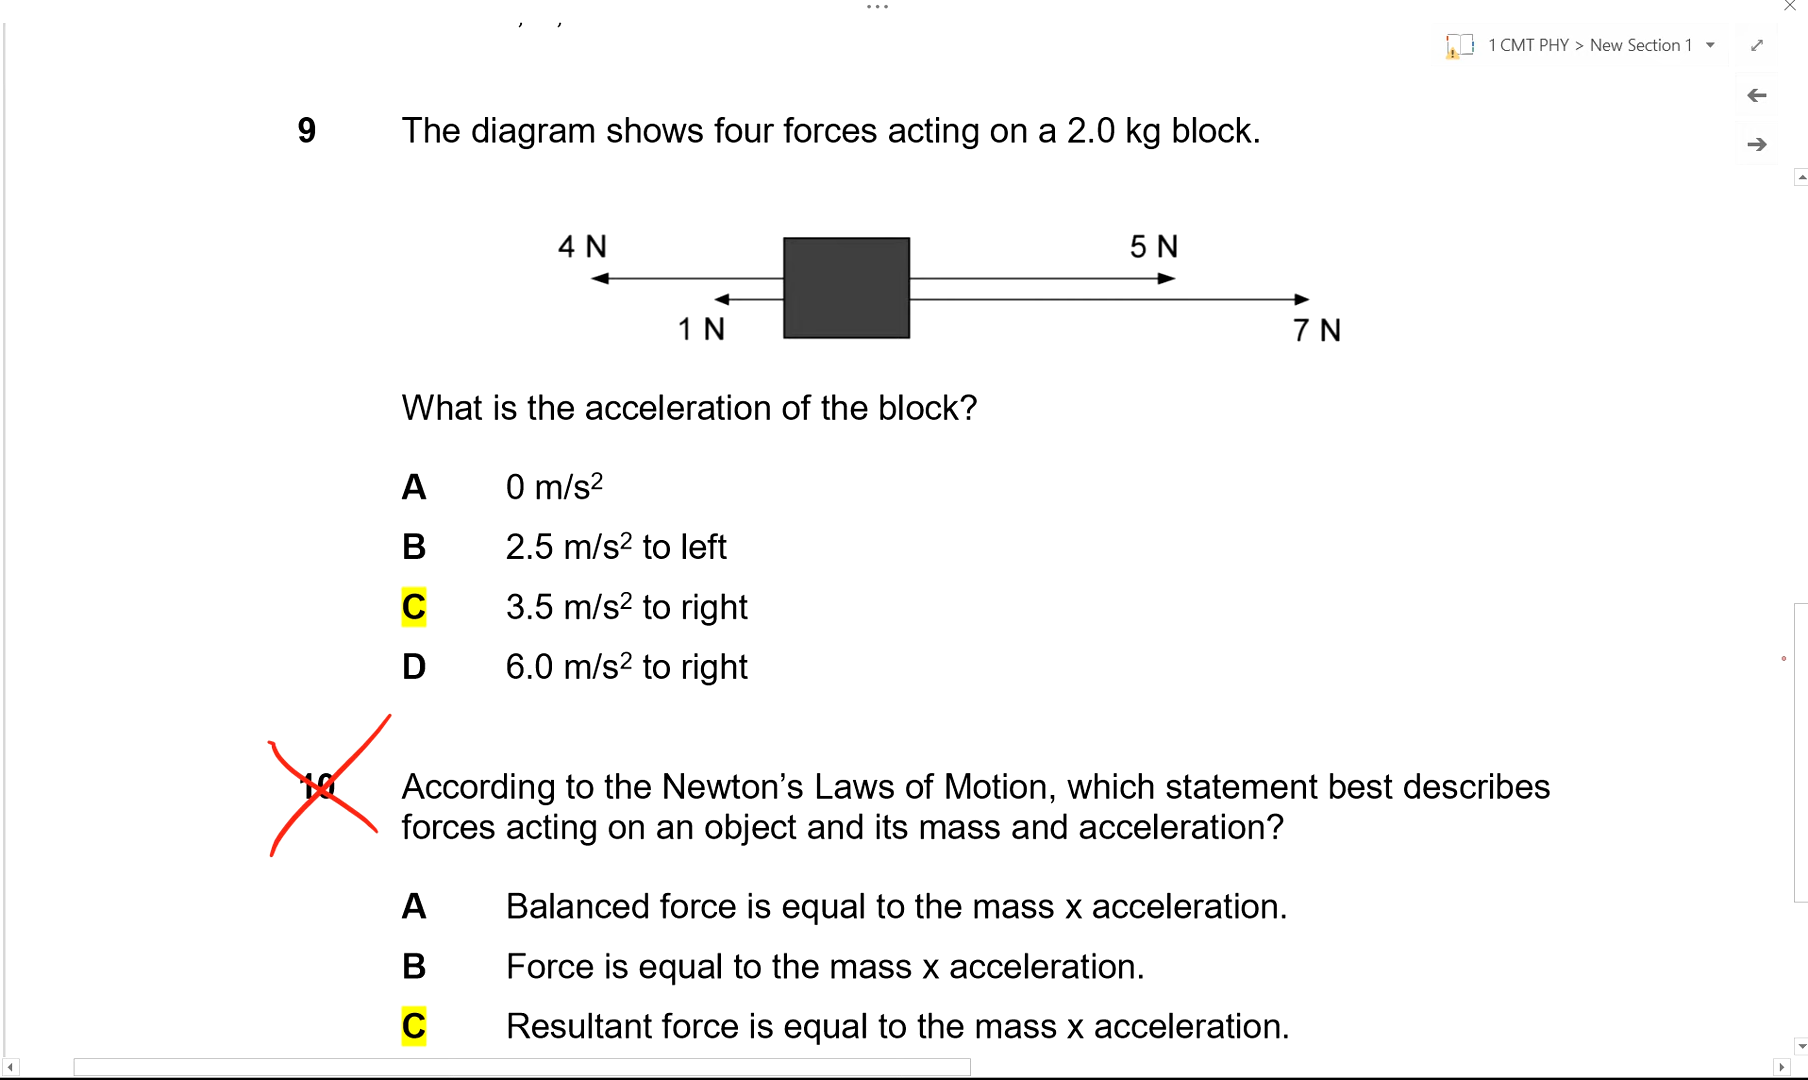 1 CMT PHY > New Section 1
9 The diagram shows four forces acting on a 2.0 kg block.
4 N 5 N
1 N 7 N
What is the acceleration of the block?
A 0 m/s²
B 2.5 m/s² to left
C 3.5 m/s² to right
D 6.0 m/s² to right
10 According to the Newton’s Laws of Motion, which statement best describes
forces acting on an object and its mass and acceleration?
A Balanced force is equal to the mass x acceleration.
B Force is equal to the mass x acceleration.
C Resultant force is equal to the mass x acceleration.